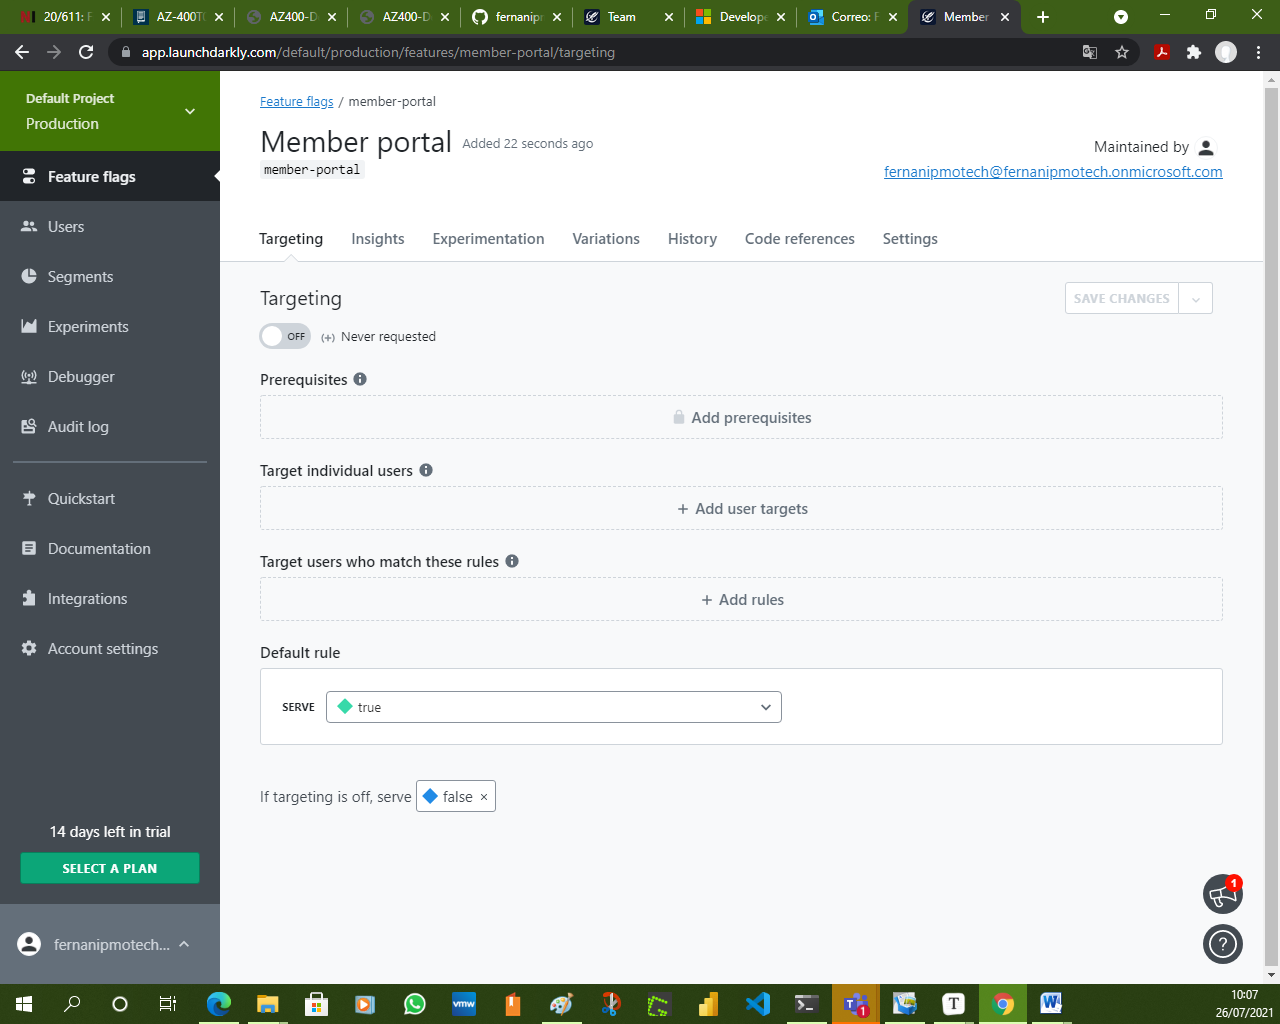 20/611: F
AZ-400T0
AZ400-D
AZ400-D
fernanipr
Team
Develope
Correo: F
Member
app.launchdarkly.com/default/production/features/member-portal/targeting
Default Project
Production
Feature flags
Users
Segments
Experiments
Debugger
Audit log
Quickstart
Documentation
Integrations
Account settings
14 days left in trial
SELECT A PLAN
fernanipmotech...
Feature flags / member-portal
Member portal Added 22 seconds ago
member-portal
Maintained by
fernanipmotech@fernanipmotech.onmicrosoft.com
Targeting Insights Experimentation Variations History Code references Settings
Targeting
SAVE CHANGES
OFF (+) Never requested
Prerequisites
Add prerequisites
Target individual users
+ Add user targets
Target users who match these rules
+ Add rules
Default rule
SERVE true
If targeting is off, serve false ×
1
?
vmw
1
T
W
10:07
26/07/2021